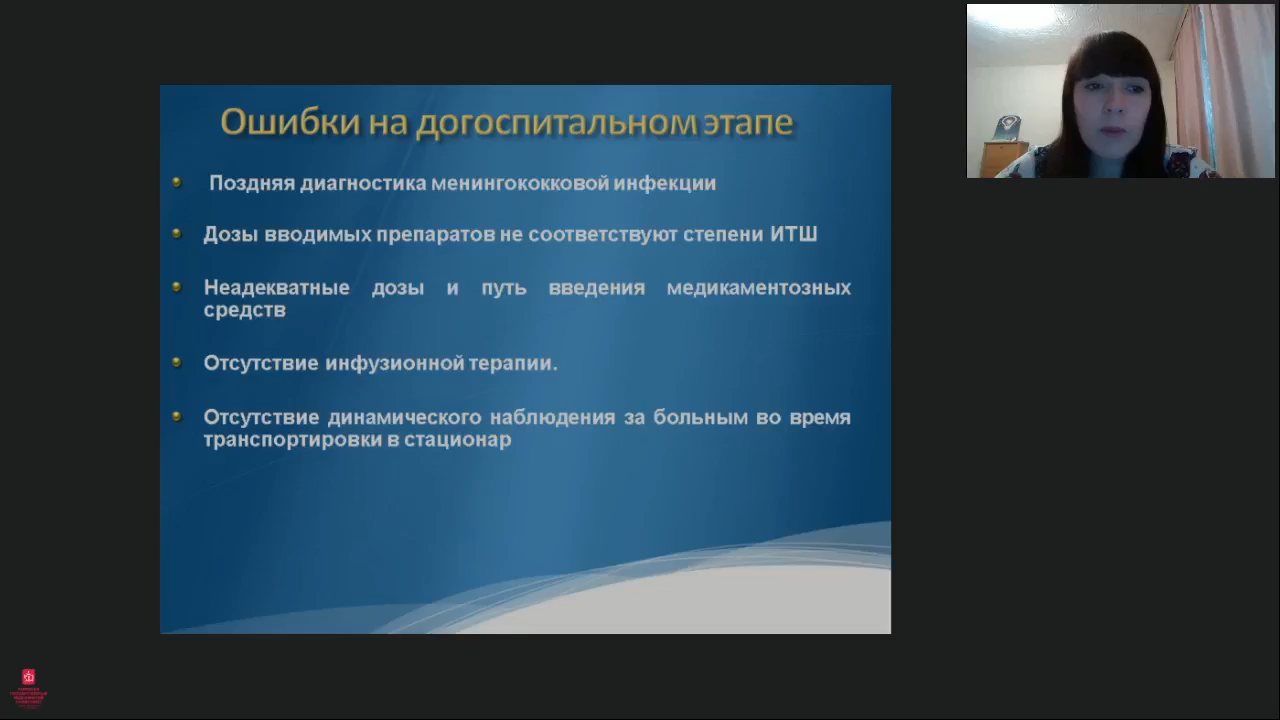 Ошибки на догоспитальном этапе
Поздняя диагностика менингококковой инфекции
Дозы вводимых препаратов не соответствуют степени ИТШ
Неадекватные дозы и путь введения медикаментозных
средств
Отсутствие инфузионной терапии.
Отсутствие динамического наблюдения за больным во время
транспортировки в стационар